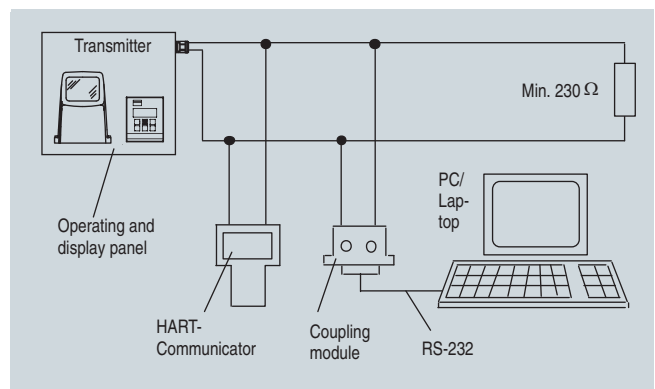 Transmitter
Min. 230 Ω
PC/
Lap-
top
Operating and
display panel
HART-
Communicator
Coupling
module
RS-232